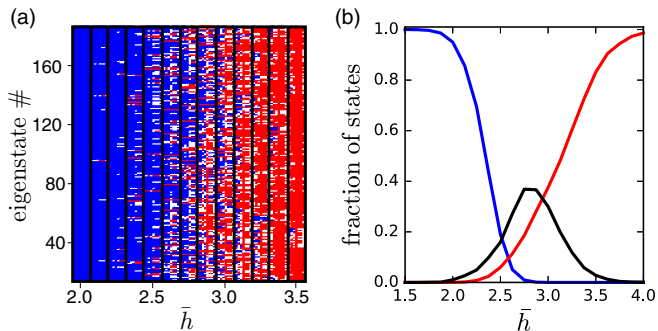 (a)
eigenstate #
160
120
80
40
2.0 2.5 3.0 3.5
h̄
(b)
fraction of states
1.0
0.8
0.6
0.4
0.2
0.0
1.5 2.0 2.5 3.0 3.5 4.0
h̄